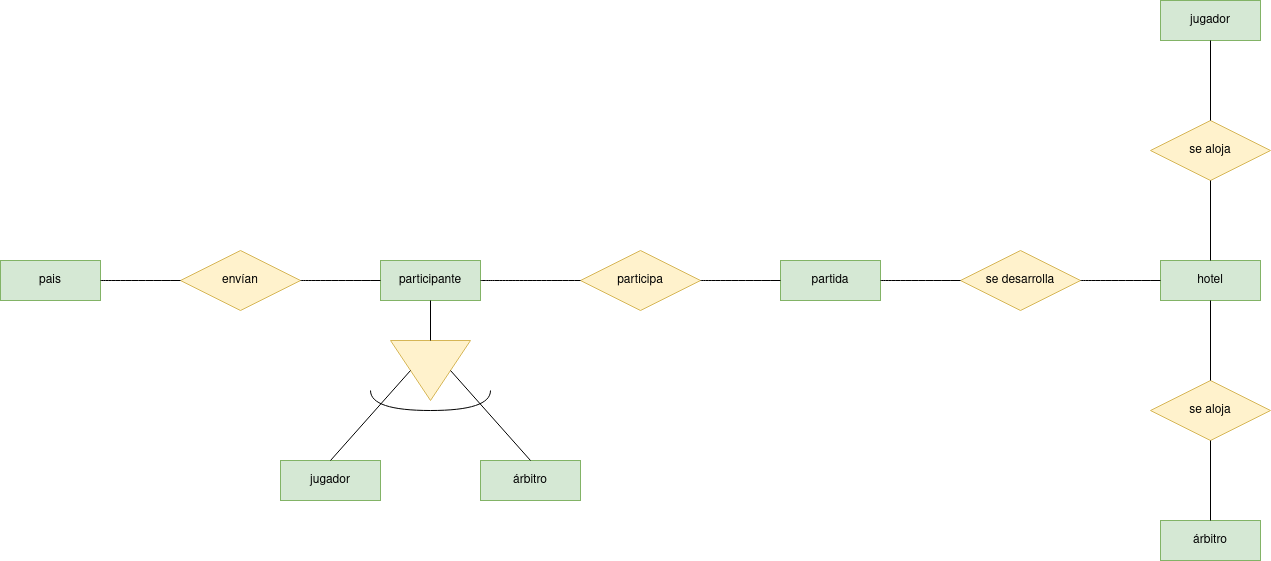 jugador
se aloja
pais
envían
participante
participa
partida
se desarrolla
hotel
se aloja
jugador
árbitro
árbitro